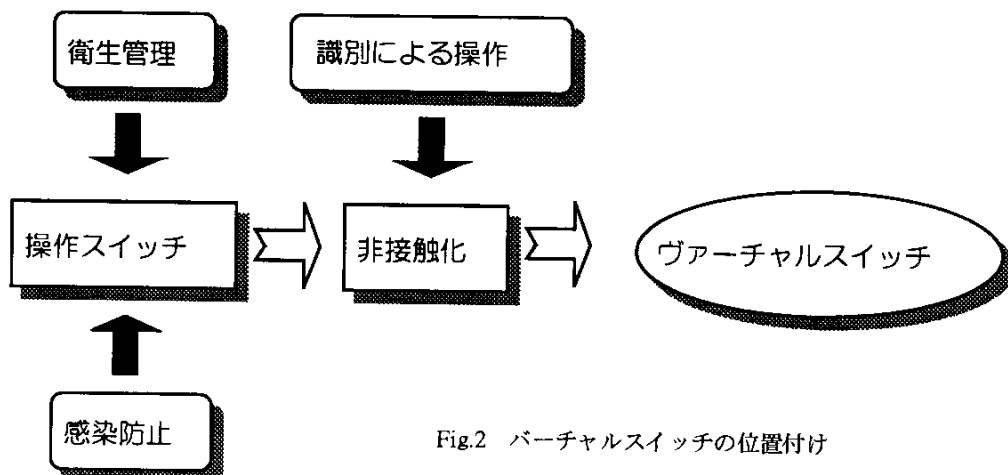 衛生管理
識別による操作
操作スイッチ
非接触化
ヴァーチャルスイッチ
感染防止
Fig.2 バーチャルスイッチの位置付け